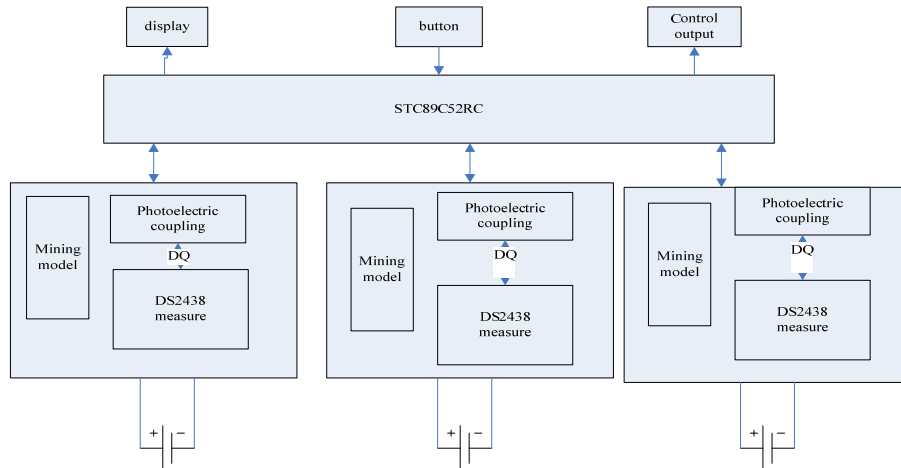 display
button
Control
output
STC89C52RC
Mining
model
Photoelectric
coupling
DQ
DS2438
measure
+ −
Mining
model
Photoelectric
coupling
DQ
DS2438
measure
+ −
Mining
model
Photoelectric
coupling
DQ
DS2438
measure
+ −